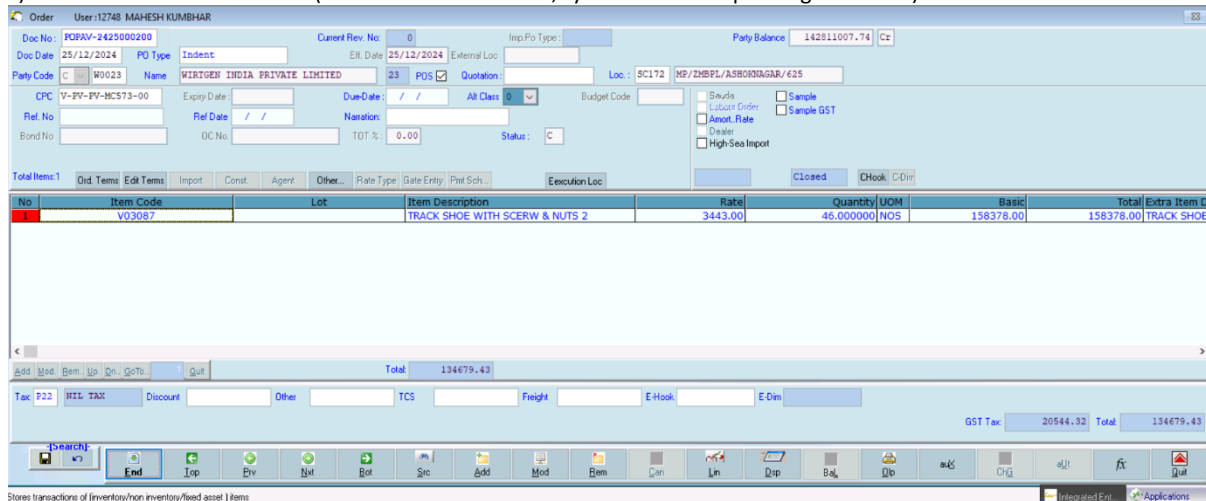 Order User :12748 MAHESH KUMBHAR
Doc No : POPAV-2425000200 Current Rev. No: 0 Imp.Po Type : Party Balance 142811007.74 Cr
Doc Date 25/12/2024 PO Type Indent Eff. Date 25/12/2024 External Loc
Party Code C W0023 Name WIRTGEN INDIA PRIVATE LIMITED 23 POS Quotation : Loc. : SC172 MP/ZMBPL/ASHOKNAGAR/625
CPC V-PV-PV-MC573-00 Expiry Date : Due-Date : / / Alt Class 0 Budget Code Sauda Sample
Labour Order Sample GST
Ref. No Ref Date / / Narration: Amort..Rate
Bond No OC No. TOT % : 0.00 Status : C Dealer
High-Sea Import
Total Items:1 Ord. Terms Edit Terms Import Const. Agent Other... Rate Type Gate Entry Pmt Sch... Eexcution Loc Closed CHook C-Dim
No Item Code Lot Item Description Rate Quantity UOM Basic Total Extra Item D
1 V03087 TRACK SHOE WITH SCERW & NUTS 2 3443.00 46.000000 NOS 158378.00 158378.00 TRACK SHOE
Add. Mod. Rem.. Up. Dn.. GoTo.. 1 Quit Total: 134679.43
Tax: P22 NIL TAX Discount Other TCS Freight E-Hook E-Dim
GST Tax: 20544.32 Total: 134679.43
-[Search]-
End Top Prv Nxt Bot Src Add Mod Rem Can Lin Dsp BaL Olp auX ChG aUt fx Quit
Stores transactions of [inventory/non inventory/fixed asset ] items Integrated Ent... Applications